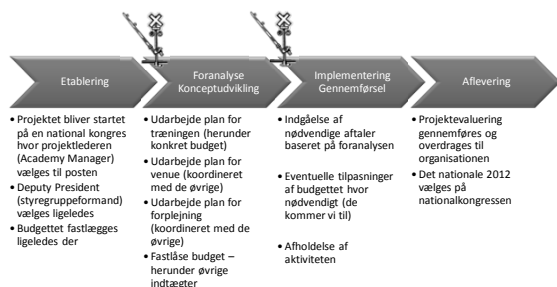 Etablering
Foranalyse
Konceptudvikling
Implementering
Gennemførsel
Aflevering
• Projektet bliver startet
på en national kongres
hvor projektlederen
(Academy Manager)
vælges til posten
• Deputy President
(styregruppeformand)
vælges ligeledes
• Budgettet fastlægges
ligeledes der
• Udarbejde plan for
træningen (herunder
konkret budget)
• Udarbejde plan for
venue (koordineret
med de øvrige)
• Udarbejde plan for
forplejning
(koordineret med de
øvrige)
• Fastlåse budget –
herunder øvrige
indtægter
• Indgåelse af
nødvendige aftaler
baseret på foranalysen
• Eventuelle tilpasninger
af budgettet hvor
nødvendigt (de
kommer vi til)
• Afholdelse af
aktiviteten
• Projektevaluering
gennemføres og
overdrages til
organisationen
• Det nationale 2012
vælges på
nationalkongressen